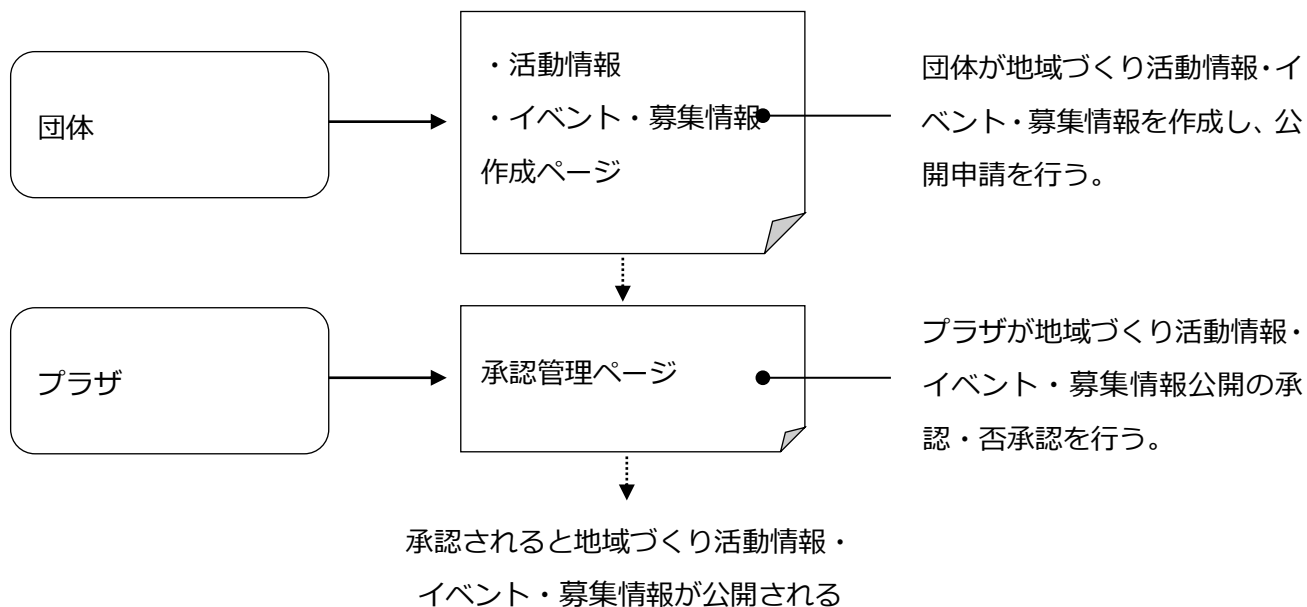 団体
・活動情報
・イベント・募集情報
作成ページ
団体が地域づくり活動情報・イ
ベント・募集情報を作成し、公
開申請を行う。
プラザ
承認管理ページ
プラザが地域づくり活動情報・
イベント・募集情報公開の承
認・否承認を行う。
承認されると地域づくり活動情報・
イベント・募集情報が公開される